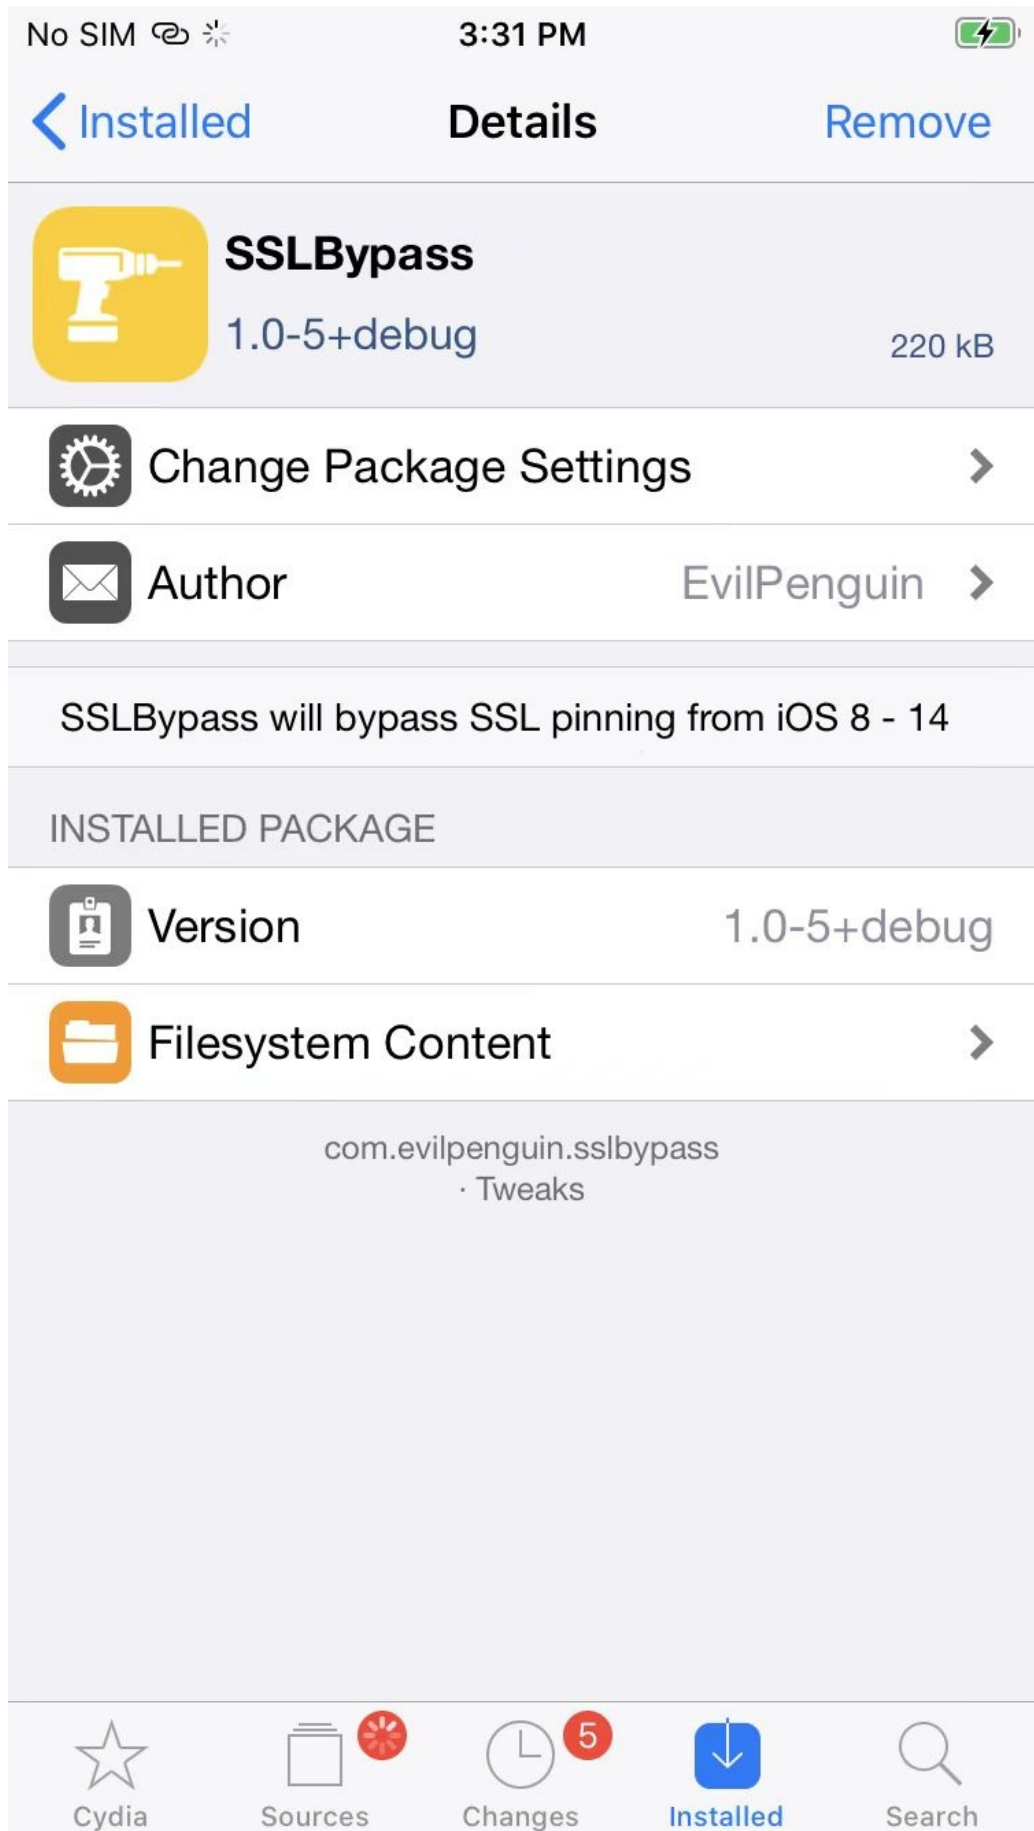 No SIM 3:31 PM
Installed Details Remove
SSLBypass
1.0-5+debug 220 kB
Change Package Settings
Author EvilPenguin
SSLBypass will bypass SSL pinning from iOS 8 - 14
INSTALLED PACKAGE
Version 1.0-5+debug
Filesystem Content
com.evilpenguin.sslbypass
· Tweaks
5
Cydia Sources Changes Installed Search